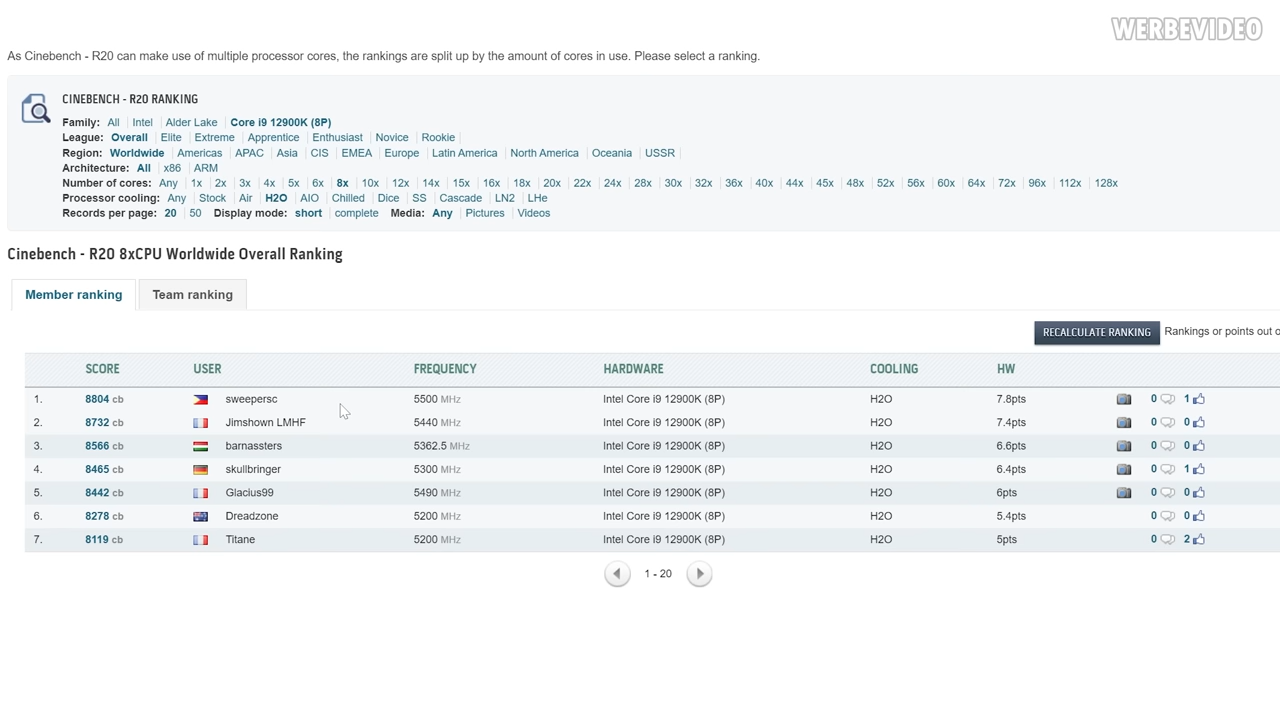 WERBEVIDEO
As Cinebench - R20 can make use of multiple processor cores, the rankings are split up by the amount of cores in use. Please select a ranking.
CINEBENCH - R20 RANKING
Family: All Intel Alder Lake Core i9 12900K (8P)
League: Overall Elite Extreme Apprentice Enthusiast Novice Rookie
Region: Worldwide Americas APAC Asia CIS EMEA Europe Latin America North America Oceania USSR
Architecture: All x86 ARM
Number of cores: Any 1x 2x 3x 4x 5x 6x 8x 10x 12x 14x 15x 16x 18x 20x 22x 24x 28x 30x 32x 36x 40x 44x 45x 48x 52x 56x 60x 64x 72x 96x 112x 128x
Processor cooling: Any Stock Air H2O AIO Chilled Dice SS Cascade LN2 LHe
Records per page: 20 50 Display mode: short complete Media: Any Pictures Videos
Cinebench - R20 8xCPU Worldwide Overall Ranking
Member ranking Team ranking
RECALCULATE RANKING Rankings or points out o
SCORE USER FREQUENCY HARDWARE COOLING HW
1. 8804 cb sweepersc 5500 MHz Intel Core i9 12900K (8P) H2O 7.8pts 0 1
2. 8732 cb Jimshown LMHF 5440 MHz Intel Core i9 12900K (8P) H2O 7.4pts 0 0
3. 8566 cb barnassters 5362.5 MHz Intel Core i9 12900K (8P) H2O 6.6pts 0 0
4. 8465 cb skullbringer 5300 MHz Intel Core i9 12900K (8P) H2O 6.4pts 0 1
5. 8442 cb Glacius99 5490 MHz Intel Core i9 12900K (8P) H2O 6pts 0 0
6. 8278 cb Dreadzone 5200 MHz Intel Core i9 12900K (8P) H2O 5.4pts 0 0
7. 8119 cb Titane 5200 MHz Intel Core i9 12900K (8P) H2O 5pts 0 2
1 - 20